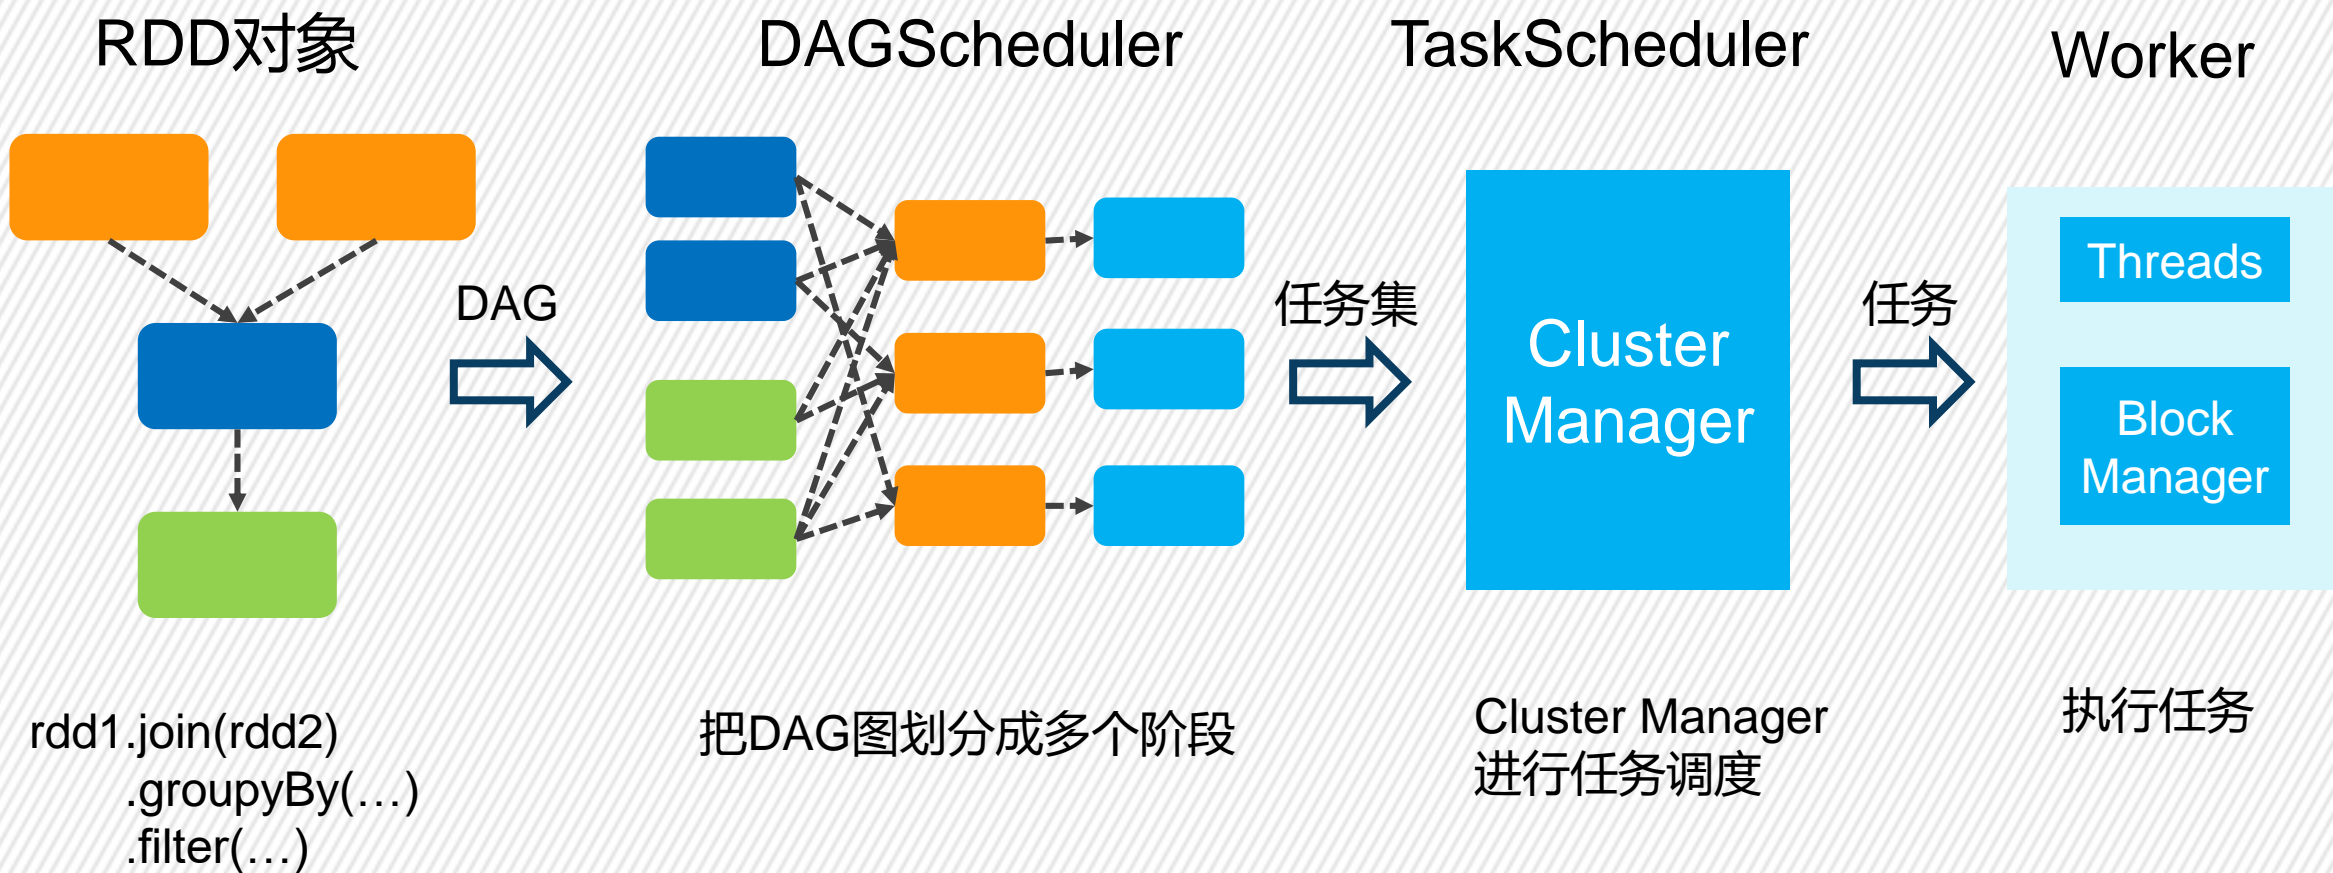 RDD对象
DAGScheduler
TaskScheduler
Worker
DAG
任务集
任务
Cluster
Manager
Threads
Block
Manager
rdd1.join(rdd2)
.groupyBy(…)
.filter(…)
把DAG图划分成多个阶段
Cluster Manager
进行任务调度
执行任务